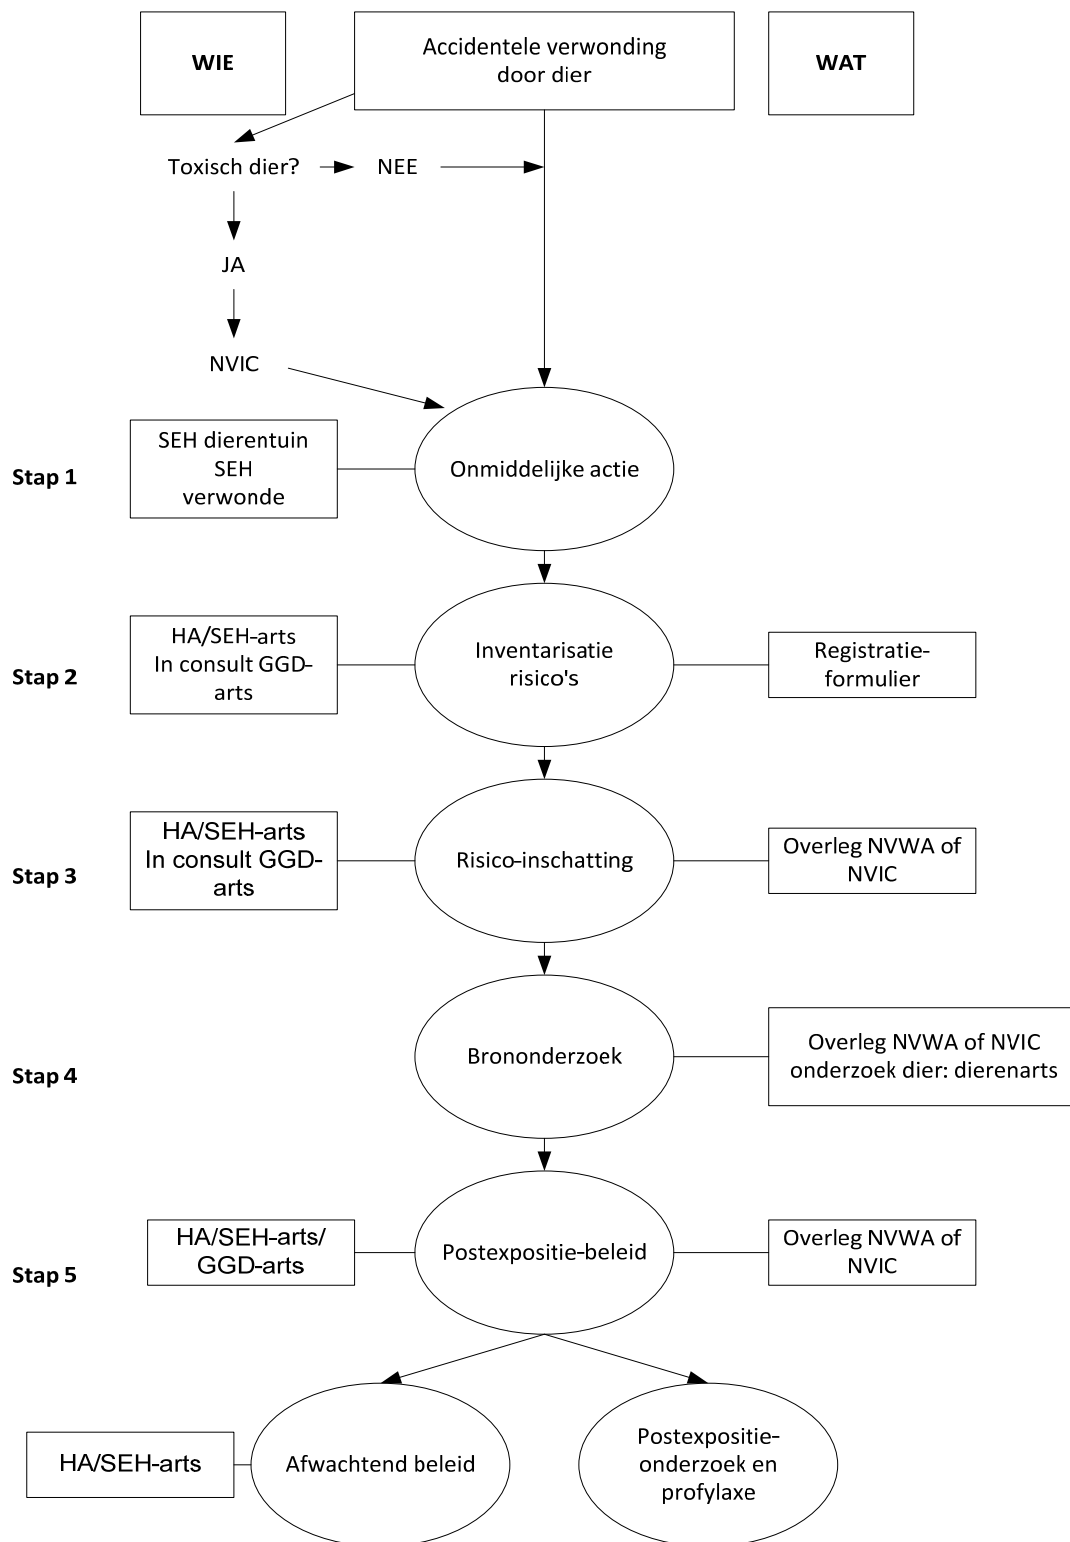 WIE
Accidentele verwonding
door dier
WAT
Toxisch dier?
NEE
JA
NVIC
Stap 1
SEH dierentuin
SEH
verwonde
Onmiddelijke actie
Stap 2
HA/SEH-arts
In consult GGD-
arts
Inventarisatie
risico's
Registratie-
formulier
Stap 3
HA/SEH-arts
In consult GGD-
arts
Risico-inschatting
Overleg NVWA of
NVIC
Stap 4
Brononderzoek
Overleg NVWA of NVIC
onderzoek dier: dierenarts
Stap 5
HA/SEH-arts/
GGD-arts
Postexpositie-beleid
Overleg NVWA of
NVIC
HA/SEH-arts
Afwachtend beleid
Postexpositie-
onderzoek en
profylaxe